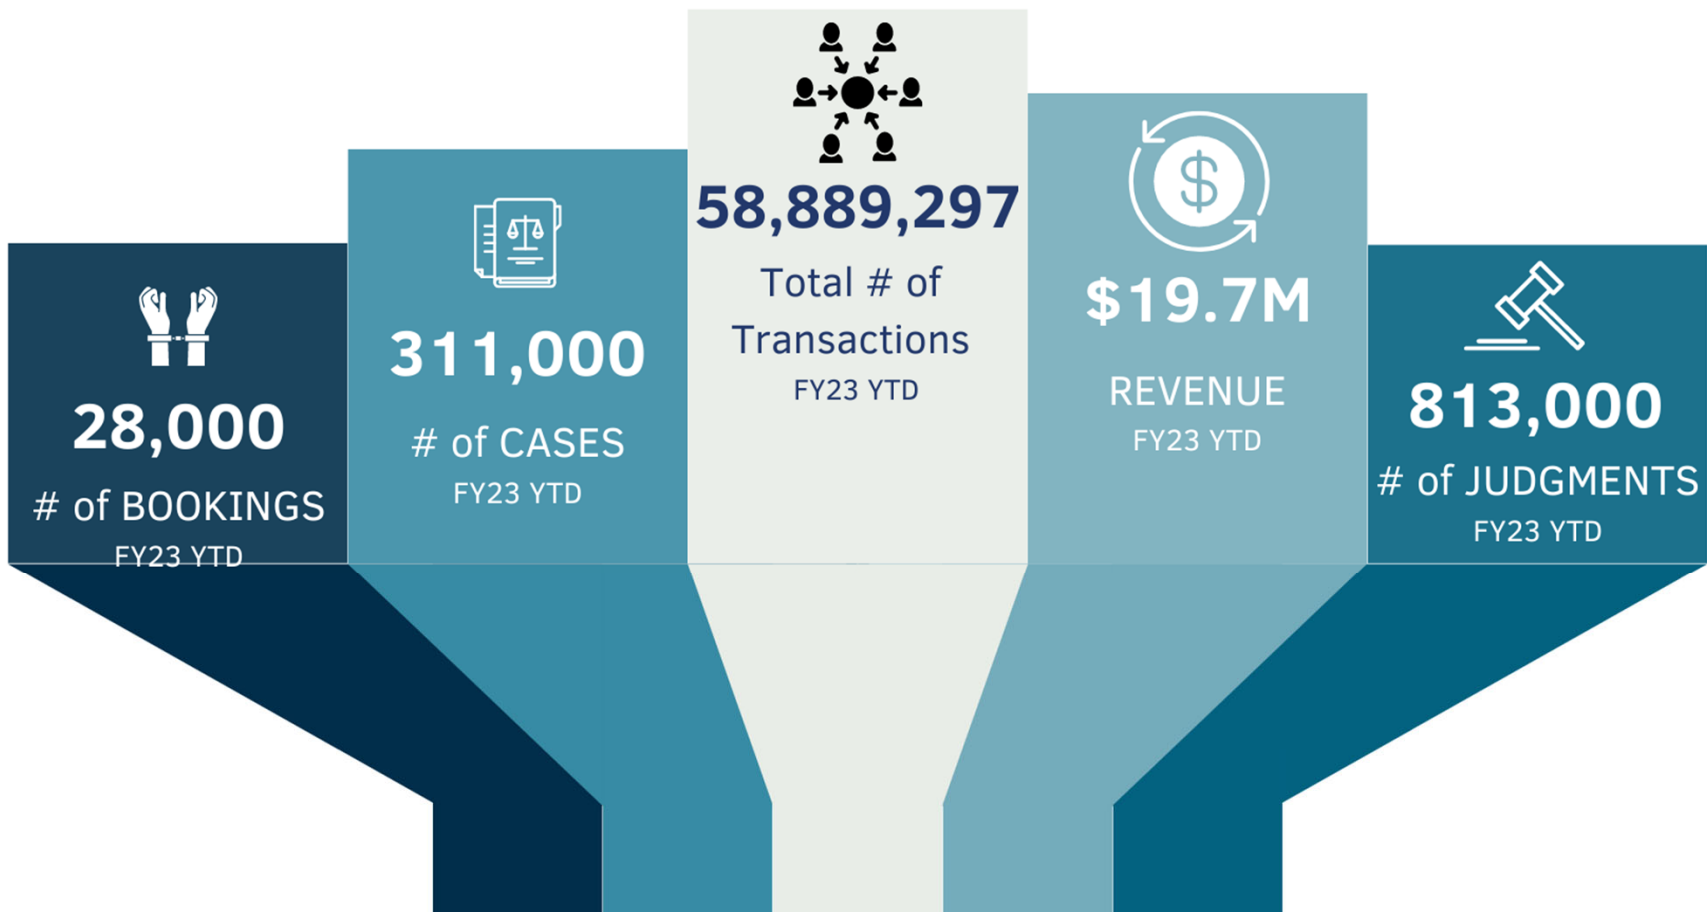 28,000
# of BOOKINGS
FY23 YTD
311,000
# of CASES
FY23 YTD
58,889,297
Total # of
Transactions
FY23 YTD
$
$19.7M
REVENUE
FY23 YTD
813,000
# of JUDGMENTS
FY23 YTD